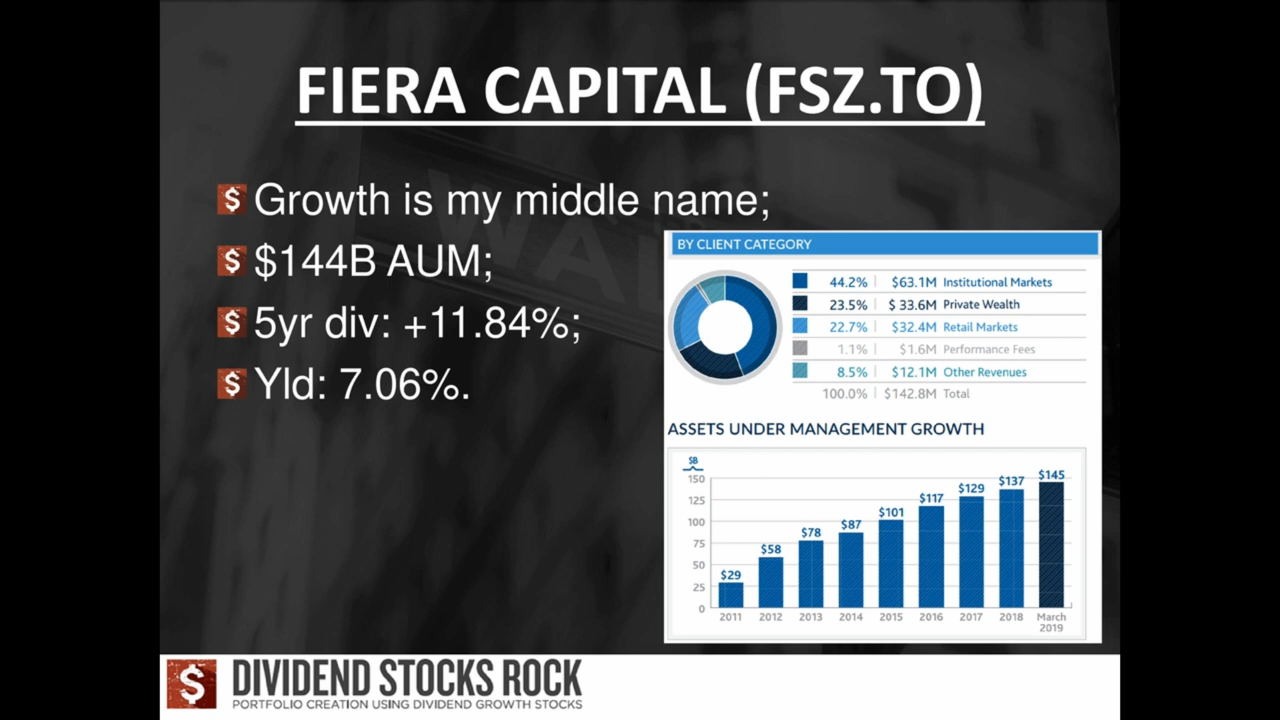 FIERA CAPITAL (FSZ.TO)
$ Growth is my middle name;
$ $144B AUM;
$ 5yr div: +11.84%;
$ Yld: 7.06%.
BY CLIENT CATEGORY
44.2% | $63.1M Institutional Markets
23.5% | $ 33.6M Private Wealth
22.7% | $32.4M Retail Markets
1.1% | $1.6M Performance Fees
8.5% | $12.1M Other Revenues
100.0% | $142.8M Total
ASSETS UNDER MANAGEMENT GROWTH
$B
150
125
100
75
50
25
0
$29
$58
$78
$87
$101
$117
$129
$137
$145
2011 2012 2013 2014 2015 2016 2017 2018 March
2019
$ DIVIDEND STOCKS ROCK
PORTFOLIO CREATION USING DIVIDEND GROWTH STOCKS